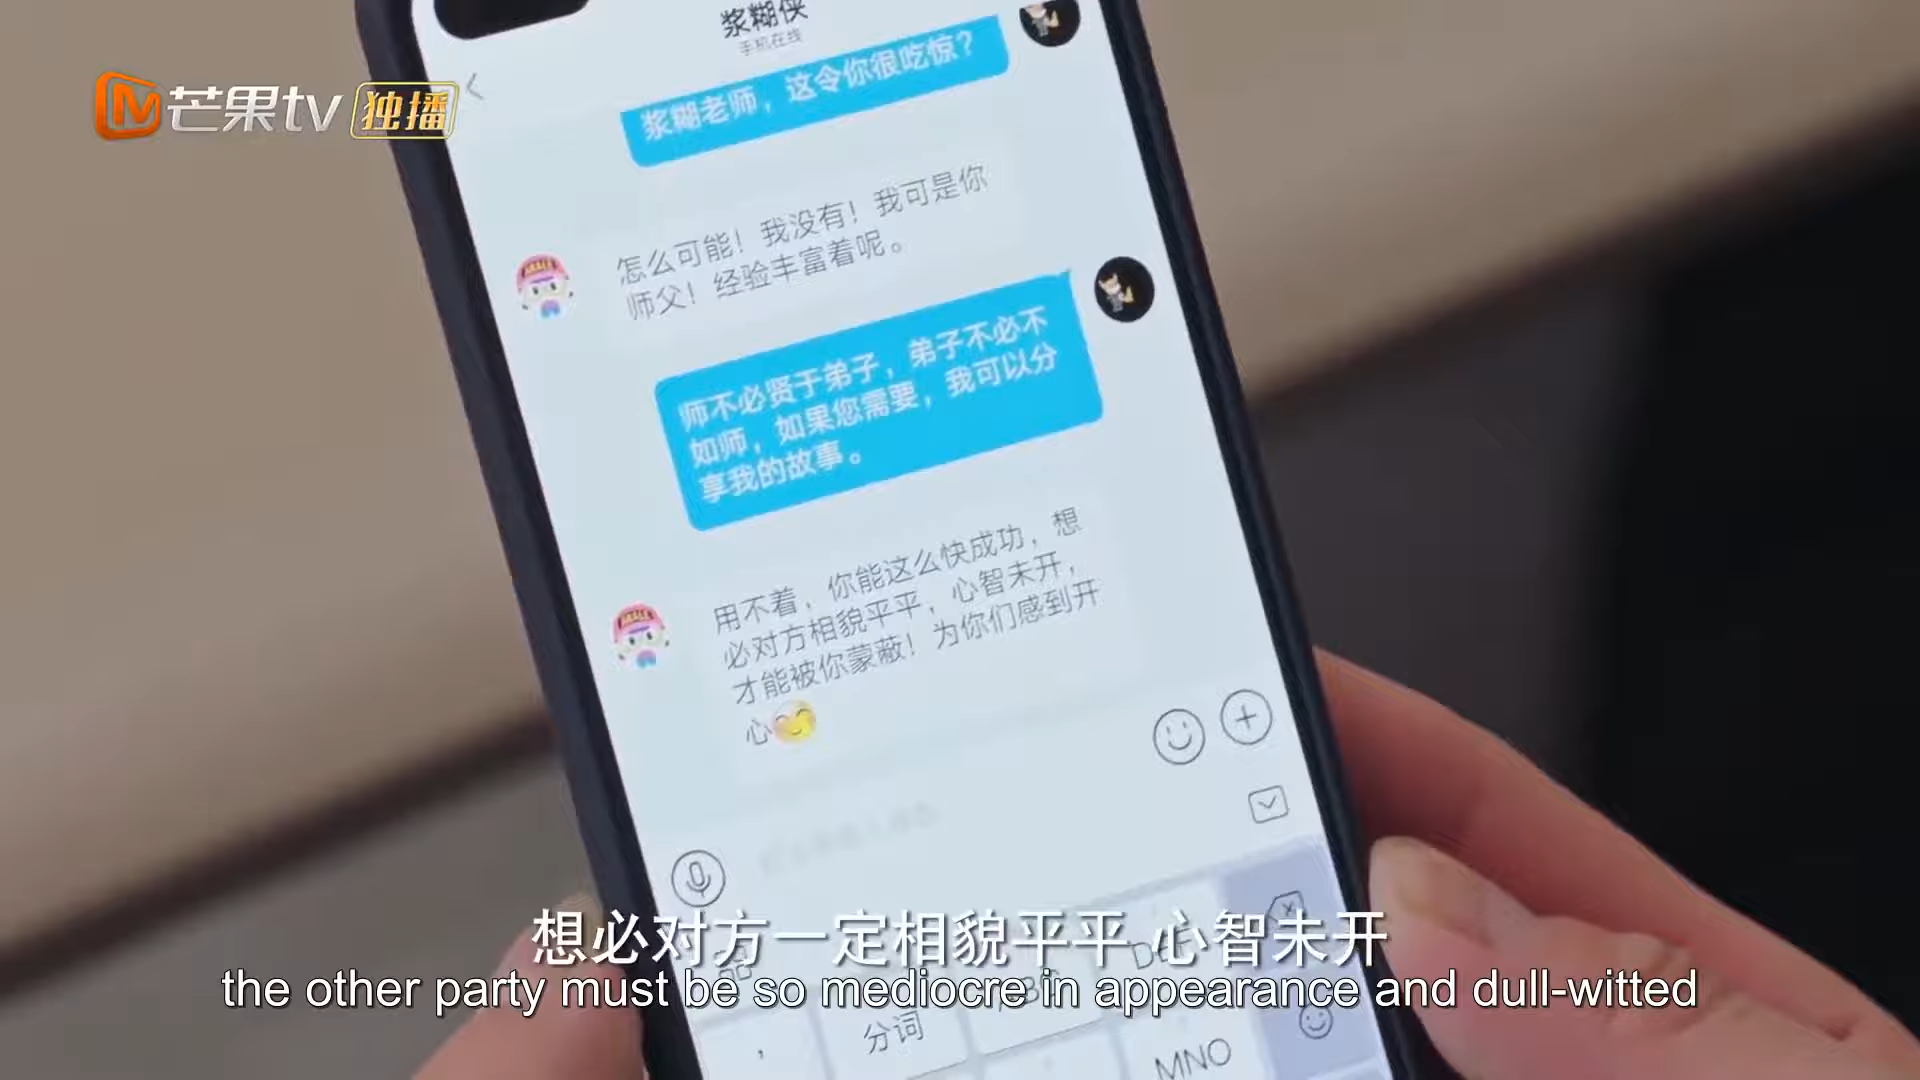 浆糊侠
手机在线
芒果tv 独播
浆糊老师，这令你很吃惊？
怎么可能！我没有！我可是你
师父！经验丰富着呢。
师不必贤于弟子，弟子不必不
如师，如果您需要，我可以分
享我的故事。
用不着，你能这么快成功，想
必对方相貌平平，心智未开，
才能被你蒙蔽！为你们感到开
心
想必对方一定相貌平平 心智未开
the other party must be so mediocre in appearance and dull-witted
分词
MNO